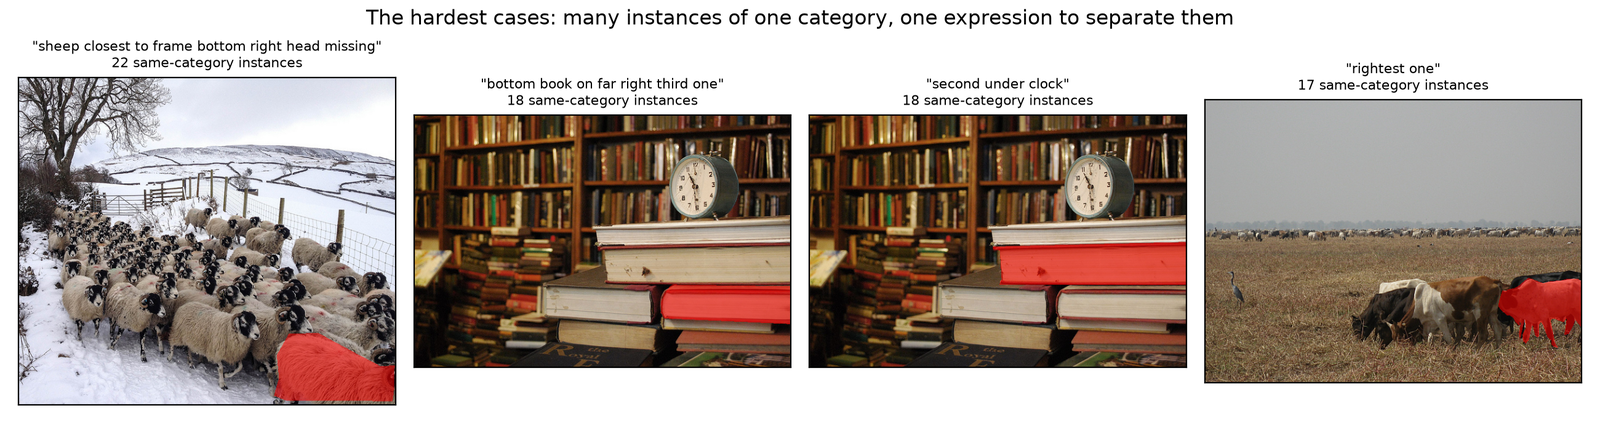 The hardest cases: many instances of one category, one expression to separate them
"sheep closest to frame bottom right head missing"
22 same-category instances
"bottom book on far right third one"
18 same-category instances
"second under clock"
18 same-category instances
"rightest one"
17 same-category instances
Royal
Royal